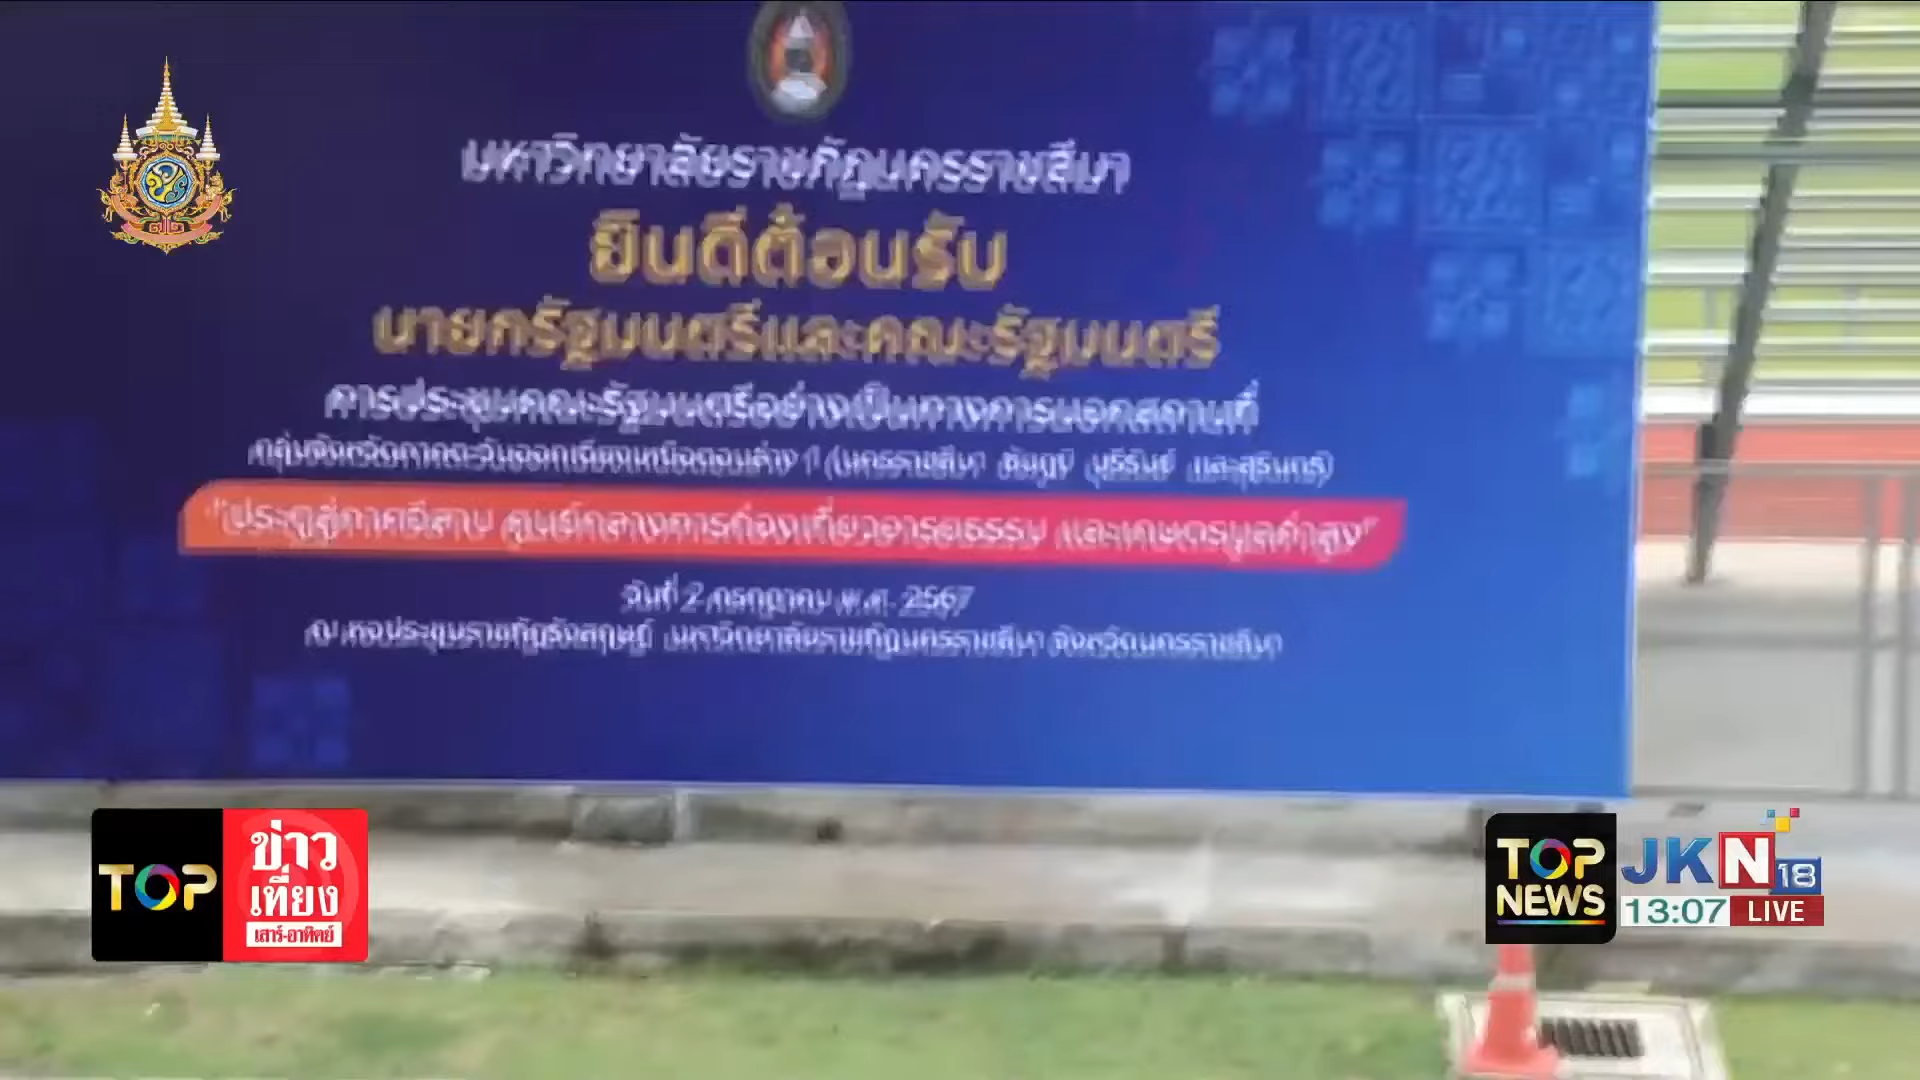 มหาวิทยาลัยราชภัฏนครราชสีมา
ยินดีต้อนรับ
นายกรัฐมนตรีและคณะรัฐมนตรี
การประชุมคณะรัฐมนตรีอย่างเป็นทางการนอกสถานที่
กลุ่มจังหวัดภาคตะวันออกเฉียงเหนือตอนล่าง 1 (นครราชสีมา ชัยภูมิ บุรีรัมย์ และสุรินทร์)
"ประตูสู่ภาคอีสาน ศูนย์กลางการท่องเที่ยวอารยธรรม และเกษตรมูลค่าสูง"
วันที่ 2 กรกฎาคม พ.ศ. 2567
ณ หอประชุมราชภัฏรังสฤษฏ์ มหาวิทยาลัยราชภัฏนครราชสีมา จังหวัดนครราชสีมา
TOP
ข่าว
เที่ยง
เสาร์-อาทิตย์
TOP
NEWS
JKN
18
13:07
LIVE